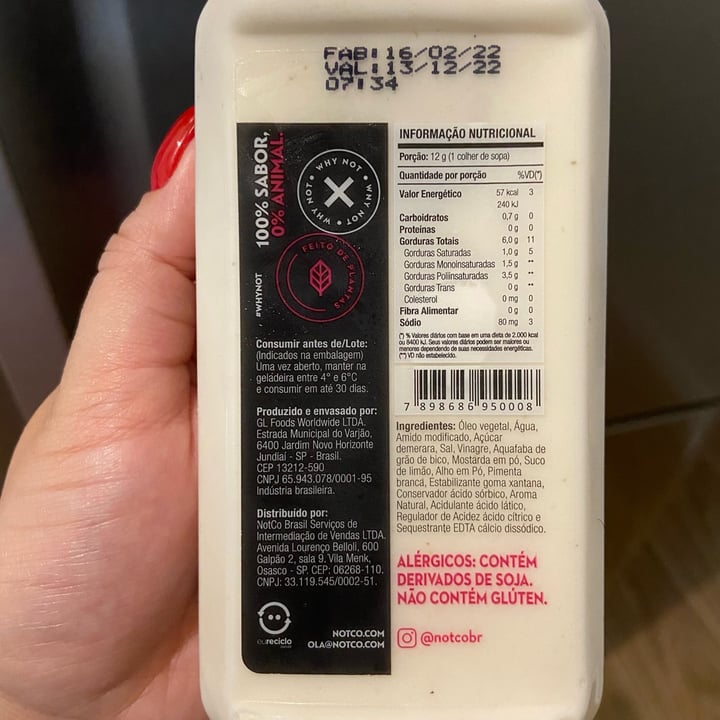 FAB:16/02/22
VAL:13/12/22
07:34
100% SABOR,
0% ANIMAL.
#WHYNOT
WHY NOT • WHY NOT • WHY NOT •
FEITO DE PLANTAS
Consumir antes de/Lote:
(Indicados na embalagem)
Uma vez aberto, manter na
geladeira entre 4° e 6°C
e consumir em até 30 dias.
Produzido e envasado por:
GL Foods Worldwide LTDA.
Estrada Municipal do Varjão,
6400 Jardim Novo Horizonte
Jundiaí - SP - Brasil.
CEP 13212-590
CNPJ 65.943.078/0001-95
Indústria brasileira.
Distribuído por:
NotCo Brasil Serviços de
Intermediação de Vendas LTDA.
Avenida Lourenço Belloli, 600
Galpão 2, sala 9. Vila Menk,
Osasco - SP. CEP: 06268-110.
CNPJ: 33.119.545/0002-51.
eureciclo
NOTCO.COM
OLA@NOTCO.COM
INFORMAÇÃO NUTRICIONAL
Porção: 12 g (1 colher de sopa)
Quantidade por porção %VD(*)
Valor Energético 57 kcal 3
240 kJ
Carboidratos 0,7 g 0
Proteínas 0 g 0
Gorduras Totais 6,0 g 11
Gorduras Saturadas 1,0 g 5
Gorduras Monoinsaturadas 1,5 g **
Gorduras Poliinsaturadas 3,5 g **
Gorduras Trans 0 g **
Colesterol 0 mg 0
Fibra Alimentar 0 g 0
Sódio 80 mg 3
(*) % Valores diários com base em uma dieta de 2.000 kcal
ou 8400 kJ. Seus valores diários podem ser maiores ou
menores dependendo de suas necessidades energéticas.
(**) VD não estabelecido.
7 898686 950008
Ingredientes: Óleo vegetal, Água,
Amido modificado, Açúcar
demerara, Sal, Vinagre, Aquafaba de
grão de bico, Mostarda em pó, Suco
de limão, Alho em Pó, Pimenta
branca, Estabilizante goma xantana,
Conservador ácido sórbico, Aroma
Natural, Acidulante ácido lático,
Regulador de Acidez ácido cítrico e
Sequestrante EDTA cálcio dissódico.
ALÉRGICOS: CONTÉM
DERIVADOS DE SOJA.
NÃO CONTÉM GLÚTEN.
@notcobr